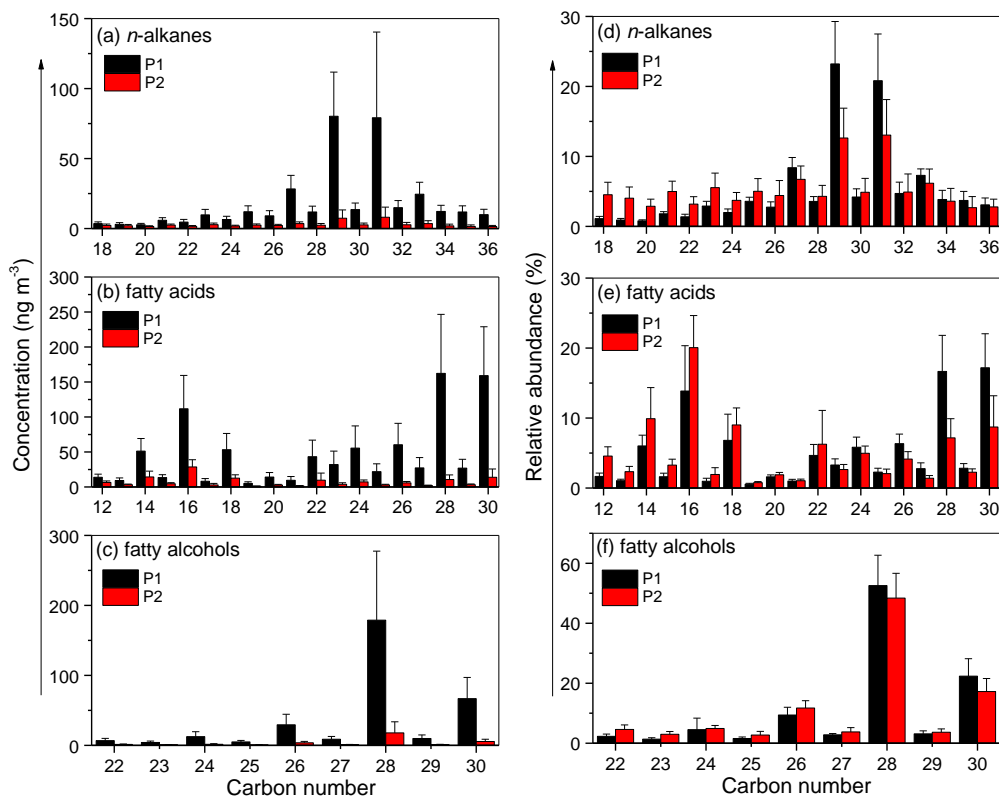 (a) n-alkanes
P1
P2
150
100
50
0
18 20 22 24 26 28 30 32 34 36
(b) fatty acids
P1
P2
300
250
200
150
100
50
0
12 14 16 18 20 22 24 26 28 30
(c) fatty alcohols
P1
P2
300
200
100
0
22 23 24 25 26 27 28 29 30
Carbon number
Concentration (ng m⁻³)
(d) n-alkanes
P1
P2
30
20
10
0
18 20 22 24 26 28 30 32 34 36
(e) fatty acids
P1
P2
30
20
10
0
12 14 16 18 20 22 24 26 28 30
(f) fatty alcohols
P1
P2
60
40
20
0
22 23 24 25 26 27 28 29 30
Carbon number
Relative abundance (%)